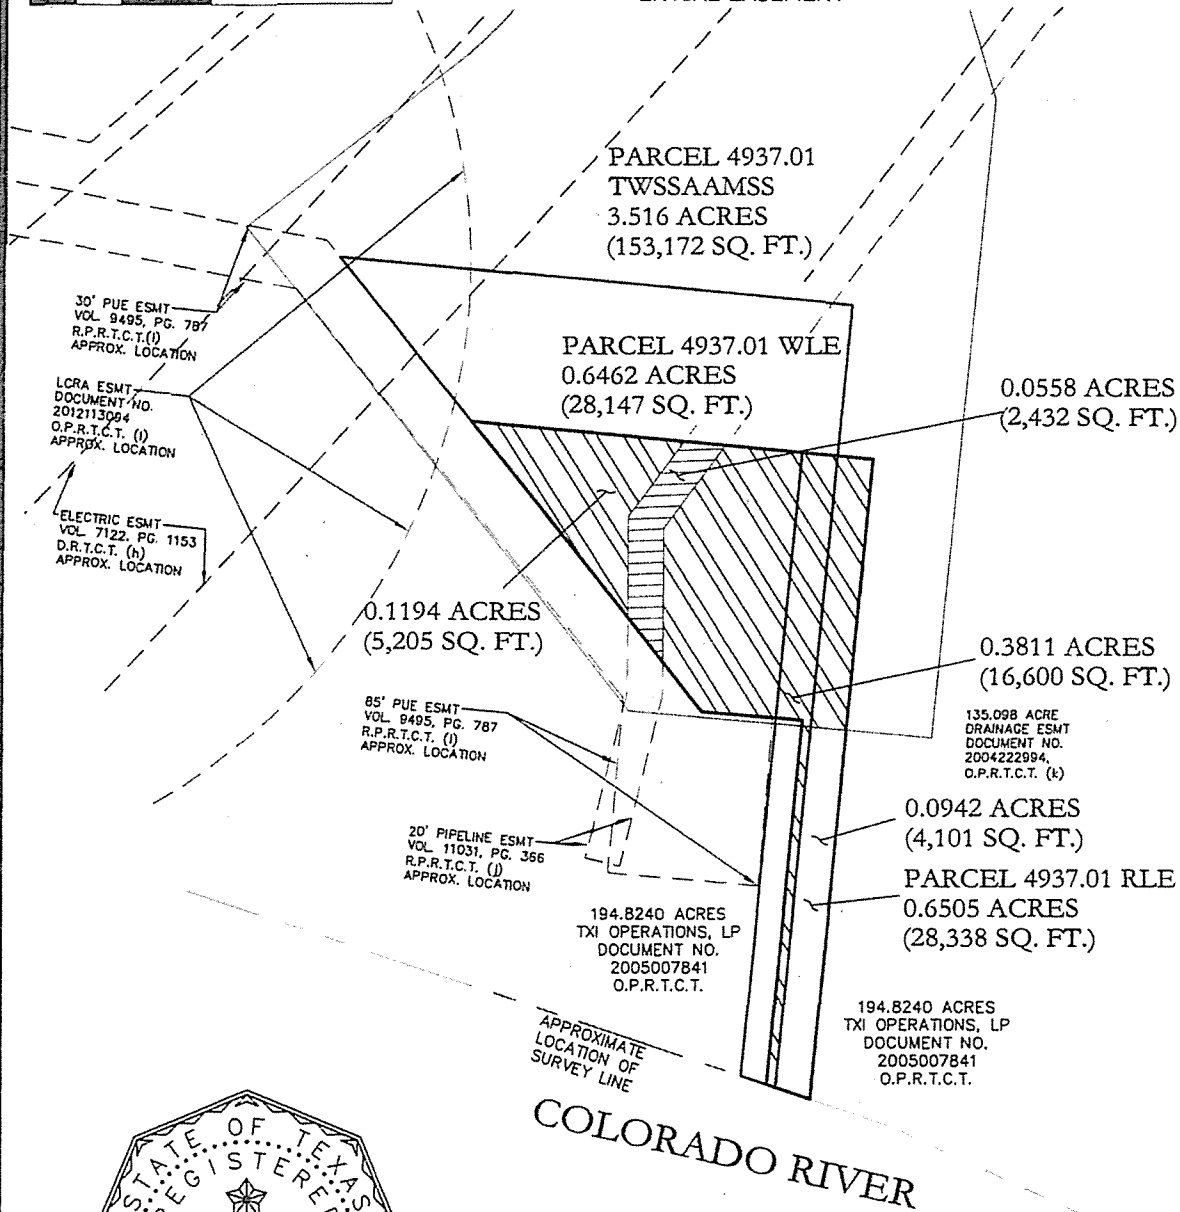 PARCEL 4937.01
TWSSAAMSS
3.516 ACRES
(153,172 SQ. FT.)
30' PUE ESMT
VOL. 9495, PG. 787
R.P.R.T.C.T.(i)
APPROX. LOCATION
PARCEL 4937.01 WLE
0.6462 ACRES
(28,147 SQ. FT.)
LCRA ESMT
DOCUMENT NO.
2012113094
O.P.R.T.C.T. (l)
APPROX. LOCATION
0.0558 ACRES
(2,432 SQ. FT.)
ELECTRIC ESMT
VOL. 7122, PG. 1153
D.R.T.C.T. (h)
APPROX. LOCATION
0.1194 ACRES
(5,205 SQ. FT.)
0.3811 ACRES
(16,600 SQ. FT.)
85' PUE ESMT
VOL. 9495, PG. 787
R.P.R.T.C.T. (i)
APPROX. LOCATION
135.098 ACRE
DRAINAGE ESMT
DOCUMENT NO.
2004222994,
O.P.R.T.C.T. (k)
0.0942 ACRES
(4,101 SQ. FT.)
20' PIPELINE ESMT
VOL. 11031, PG. 366
R.P.R.T.C.T. (j)
APPROX. LOCATION
PARCEL 4937.01 RLE
0.6505 ACRES
(28,338 SQ. FT.)
194.8240 ACRES
TXI OPERATIONS, LP
DOCUMENT NO.
2005007841
O.P.R.T.C.T.
194.8240 ACRES
TXI OPERATIONS, LP
DOCUMENT NO.
2005007841
O.P.R.T.C.T.
APPROXIMATE
LOCATION OF
SURVEY LINE
COLORADO RIVER
STATE OF TEXAS
REGISTERE